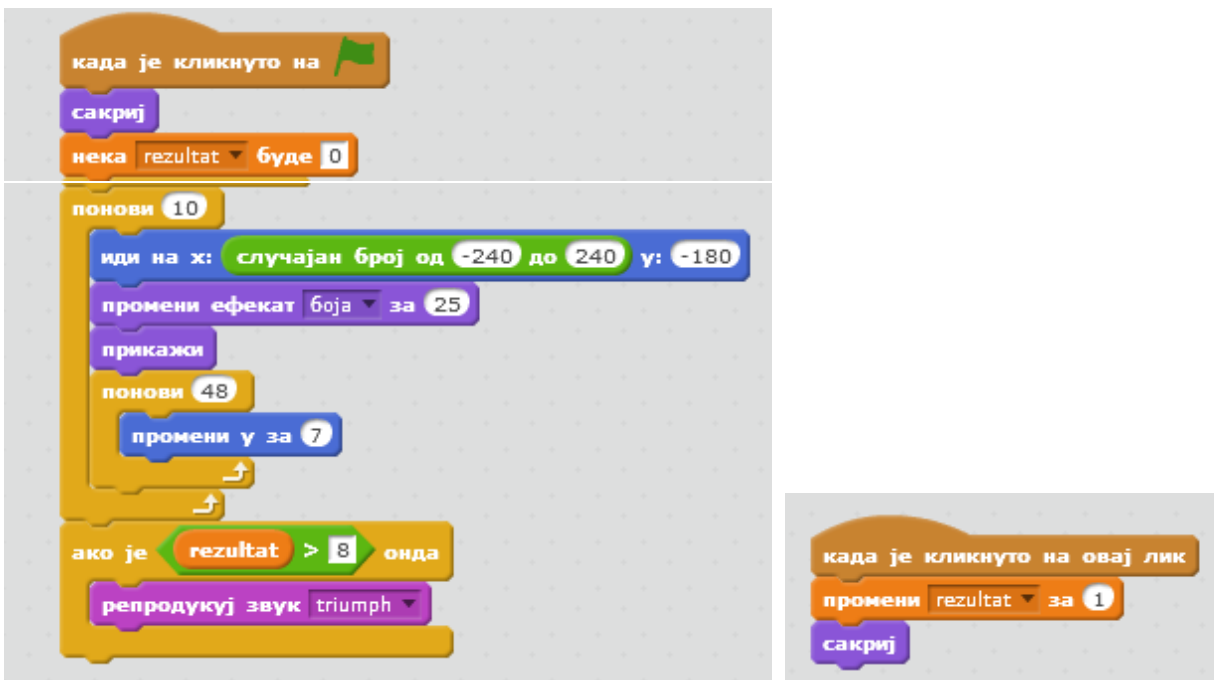 када је кликнуто на
сакриј
нека rezultat буде 0
понови 10
иди на x: случајан број од -240 до 240 y: -180
промени ефекат боја за 25
прикажи
понови 48
промени y за 7
ако је rezultat > 8 онда
репродукуј звук triumph
када је кликнуто на овај лик
промени rezultat за 1
сакриј